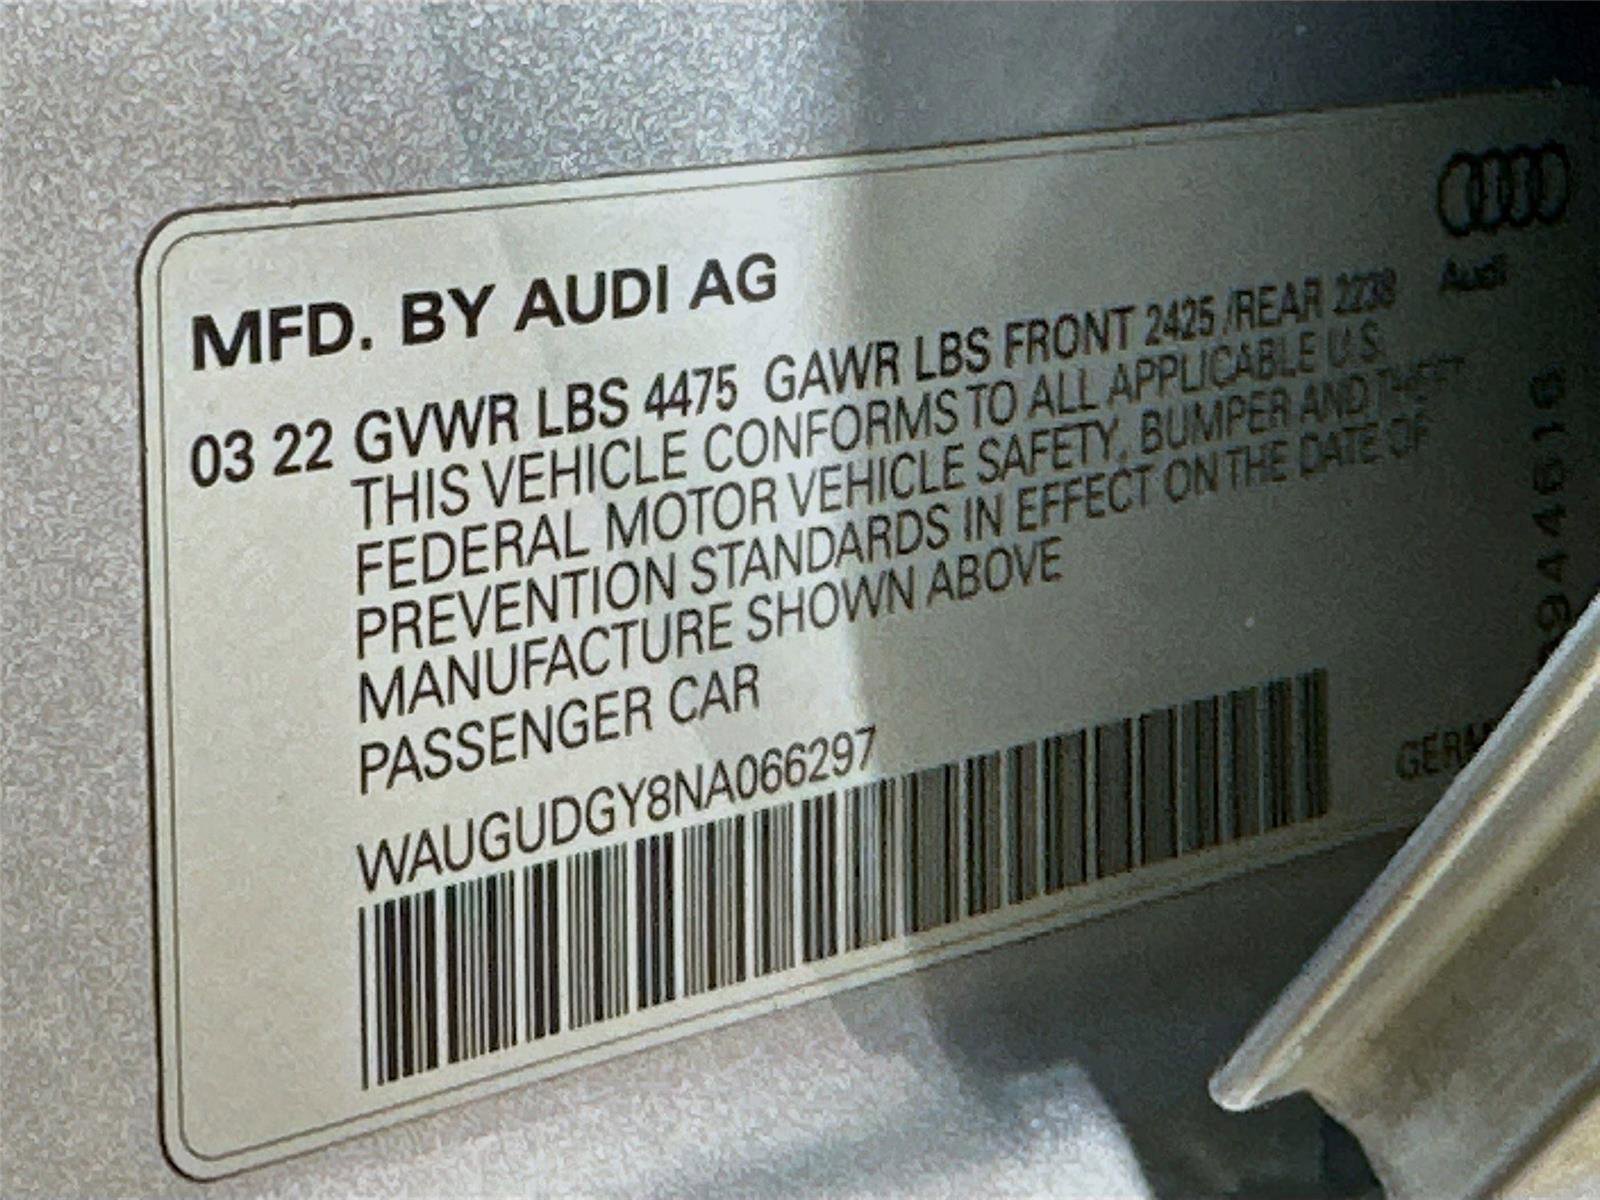 MFD. BY AUDI AG
Audi
03 22 GVWR LBS 4475 GAWR LBS FRONT 2425 /REAR 2238
THIS VEHICLE CONFORMS TO ALL APPLICABLE U.S.
FEDERAL MOTOR VEHICLE SAFETY, BUMPER AND THEFT
PREVENTION STANDARDS IN EFFECT ON THE DATE OF
MANUFACTURE SHOWN ABOVE
PASSENGER CAR
WAUGUDGY8NA066297